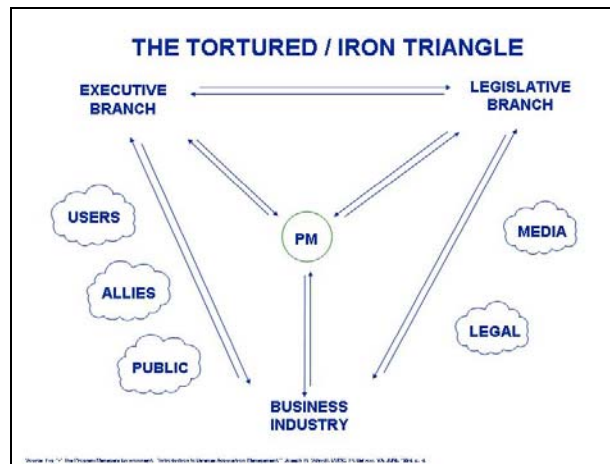 THE TORTURED / IRON TRIANGLE
EXECUTIVE
BRANCH
LEGISLATIVE
BRANCH
USERS
PM
MEDIA
ALLIES
LEGAL
PUBLIC
BUSINESS
INDUSTRY